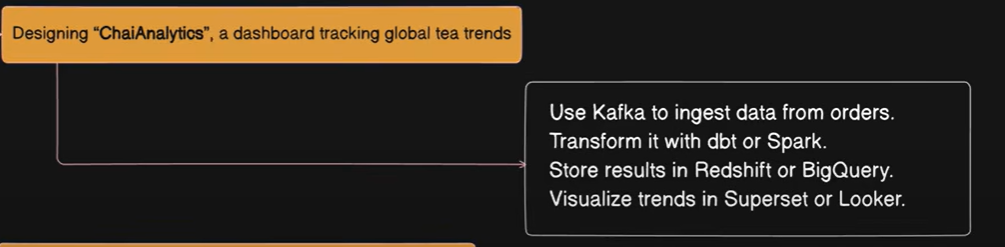 Designing “ChaiAnalytics”, a dashboard tracking global tea trends
Use Kafka to ingest data from orders.
Transform it with dbt or Spark.
Store results in Redshift or BigQuery.
Visualize trends in Superset or Looker.